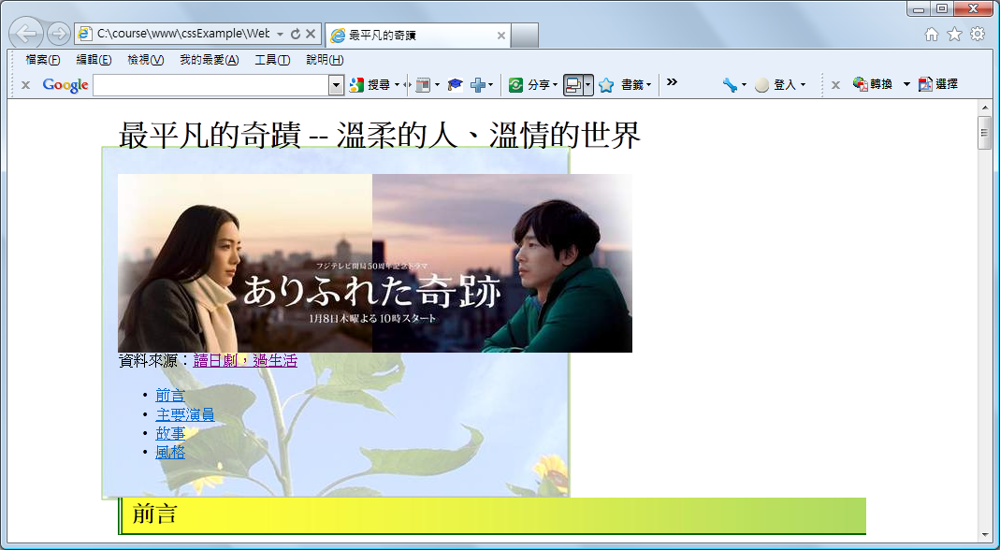 C:\course\www\cssExample\Web
最平凡的奇蹟
檔案(F) 編輯(E) 檢視(V) 我的最愛(A) 工具(T) 說明(H)
x Google 搜尋 分享 書籤 » 登入 x 轉換 選擇
最平凡的奇蹟 -- 溫柔的人、溫情的世界
フジテレビ開局50周年記念ドラマ
ありふれた奇跡
1月8日木曜よる10時スタート
資料來源：讀日劇，過生活
• 前言
• 主要演員
• 故事
• 風格
前言